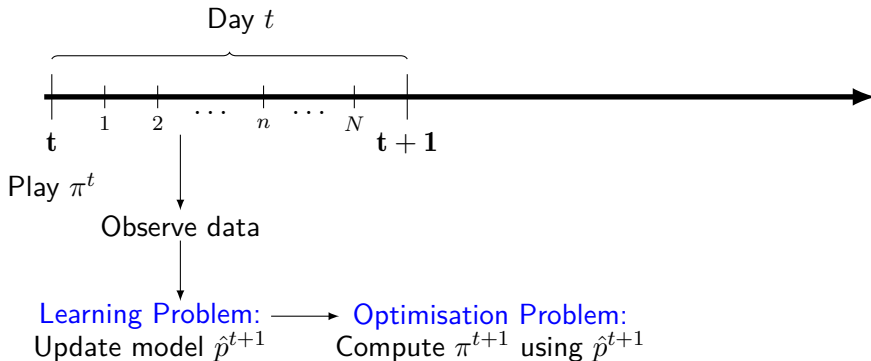 Day t
1 2 ... n ... N
t t + 1
Play π^t
Observe data
Learning Problem: Optimisation Problem:
Update model p̂^{t+1} Compute π^{t+1} using p̂^{t+1}